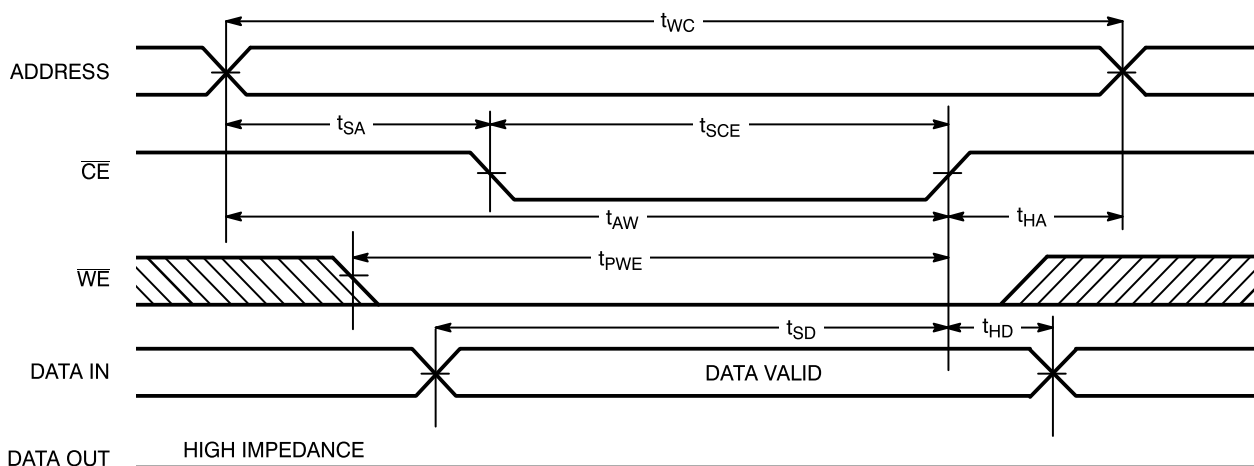 tWC
ADDRESS
tSA tSCE
CE
tAW tHA
WE tPWE
tSD tHD
DATA IN DATA VALID
HIGH IMPEDANCE
DATA OUT